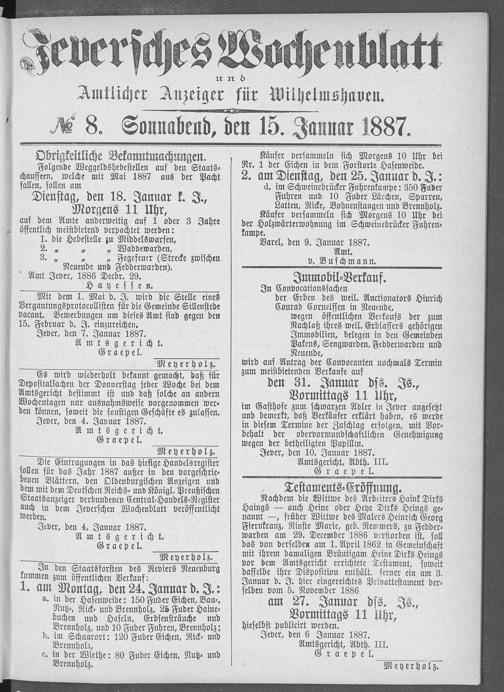 Jeversches Wochenblatt
und
Amtlicher Anzeiger für Wilhelmshaven.
№ 8. Sonnabend, den 15. Januar 1887.
Obrigkeitliche Bekanntmachungen.
Folgende Weggeldshebestellen auf den Staats-
chausseen, welche mit Mai 1887 aus der Pacht
fallen, sollen am
Dienstag, den 18. Januar k. J.,
Morgens 11 Uhr,
auf dem Amte anderweitig auf 1 oder 3 Jahre
öffentlich meistbietend verpachtet werden:
1. die Hebestelle zu Middelswarfen,
2. „ „ „ Waddewarden,
3. „ „ „ Fegefeuer (Strecke zwischen
Neuende und Fedderwarden).
Amt Jever, 1886 Decbr. 29.
Hayessen.
Mit dem 1. Mai d. J. wird die Stelle eines
Vergantungsprotocollisten für die Gemeinde Sillenstede
vacant. Bewerbungen um dieses Amt sind gegen den
15. Februar d. J. einzureichen.
Jever, den 7. Januar 1887.
Amtsgericht.
Graepel.
Meyerholz.
Es wird wiederholt bekannt gemacht, daß für
Depositalsachen der Donnerstag jeder Woche bei dem
Amtsgericht bestimmt ist und daß solche an andern
Wochentagen nur ausnahmsweise vorgenommen wer-
den können, soweit die sonstigen Geschäfte es zulassen.
Jever, den 4. Januar 1887.
Amtsgericht.
Graepel.
Meyerholz.
Die Eintragungen in das hiesige Handelsregister
sollen für das Jahr 1887 außer in den vorgeschrie-
benen Blättern, den Oldenburgischen Anzeigen und
dem mit dem Deutschen Reichs- und Königl. Preußischen
Staatsanzeiger verbundenen Central-Handels-Register
auch in dem Jeverschen Wochenblatt veröffentlicht
werden.
Jever, den 4. Januar 1887.
Amtsgericht.
Graepel.
Meyerholz.
In den Staatsforsten des Reviers Neuenburg
kommen zum öffentlichen Verkauf:
1. am Montag, den 24. Januar d. J.:
a. in der Hasenweide: 150 Fuder Eichen, Bau-,
Nutz-, Rick- und Brennholz, 25 Fuder Haine-
buchen und Haseln, Erbsensträuche und
Brennholz, und 10 Fuder Fuhren, Brennholz;
b. im Schaarort: 120 Fuder Eichen, Rick- und
Brennholz,
c. in der Wiethe: 80 Fuder Eichen, Nutz- und
Brennholz.
Käufer versammeln sich Morgens 10 Uhr bei
Nr. 1 der Eichen in dem Forstorte Hasenweide.
2. am Dienstag, den 25. Januar d. J.:
d. im Schweinebrücker Fuhrenkampe: 350 Fuder
Fuhren und 10 Fuder Lärchen, Sparren,
Latten, Ricke, Bohnenstangen und Brennholz,
Käufer versammeln sich Morgens 10 Uhr bei
der Holzwärterwohnung im Schweinebrücker Fuhren-
kampe.
Varel, den 9. Januar 1887.
Amt.
v. Buschmann.
Immobil-Verkauf.
In Convocationssachen
der Erben des weil. Auctionators Hinrich
Conrad Cornelssen in Neuende,
wegen öffentlichen Verkaufs der zum
Nachlaß ihres weil. Erblassers gehörigen
Immobilien, belegen in den Gemeinden
Pakens, Sengwarden, Fedderwarden und
Neuende,
wird auf Antrag der Convocanten nochmals Termin
zum meistbietenden Verkaufe auf
den 31. Januar dss. Js.,
Vormittags 11 Uhr,
im Gasthofe zum schwarzen Adler in Jever angesetzt
und bemerkt, daß Verkäufer erklärt haben, es werde
in diesem Termine der Zuschlag erfolgen, mit Vor-
behalt der obervormundschaftlichen Genehmigung
wegen der betheiligten Pupillin.
Jever, den 10. Januar 1887.
Amtsgericht, Abth. III.
Graepel.
Testaments-Eröffnung.
Nachdem die Wittwe des Arbeiters Hinrk Dirks
Haings — auch Heine oder Heye Dirks Heings ge-
nannt —, früher Wittwe des Malers Heinrich Georg
Fiernkranz, Rinste Marie, geb. Remmers, zu Fedder-
warden am 29. December 1886 verstorben ist, soll
das von derselben am 1. April 1862 in Gemeinschaft
mit ihrem damaligen Bräutigam Heine Dirks Heings
vor dem Amtsgericht errichtete Testament, soweit
dasselbe ihre Disposition enthält, ferner ein am 3.
Januar d. J. hier eingereichtes Privattestament der-
selben vom 5. November 1886
am 27. Januar dss. Js.,
Vormittags 11 Uhr,
hieselbst publicirt werden.
Jever, den 6 Januar 1887.
Amtsgericht, Abth. III.
Graepel.
Meyerholz.